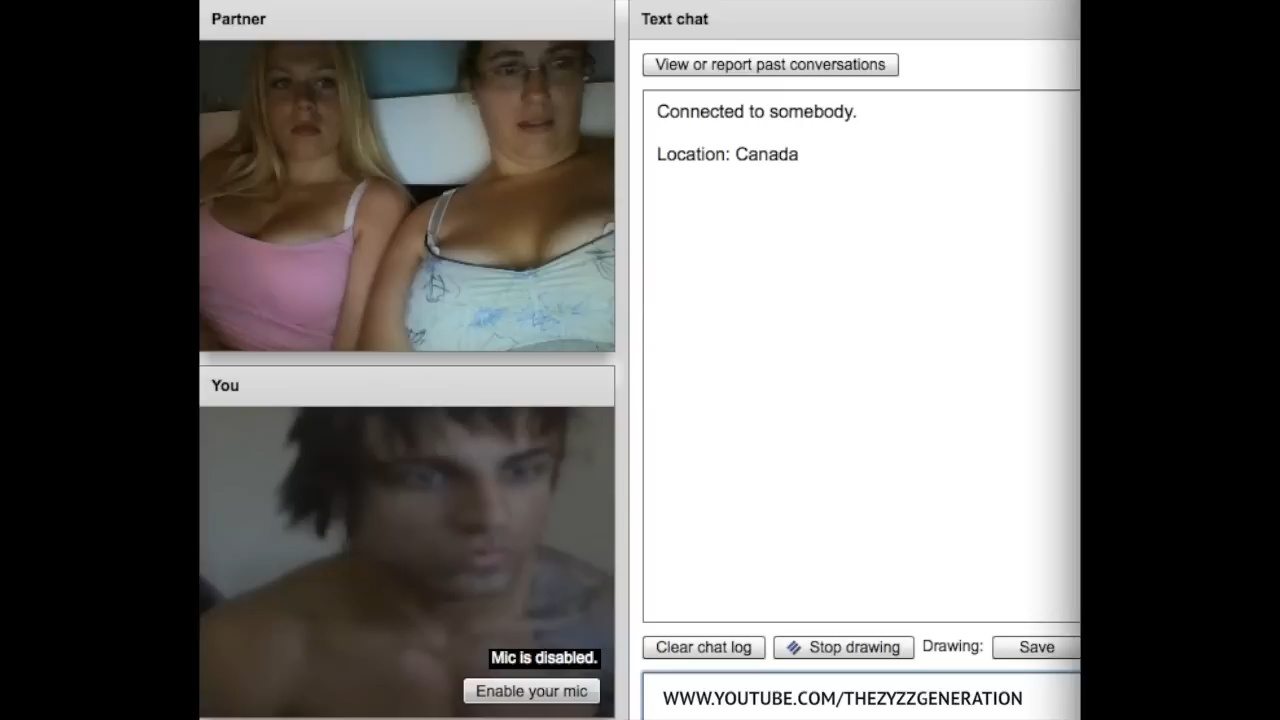 Partner
Text chat
View or report past conversations
Connected to somebody.
Location: Canada
You
Mic is disabled.
Enable your mic
Clear chat log
Stop drawing
Drawing:
Save
WWW.YOUTUBE.COM/THEZYZZGENERATION